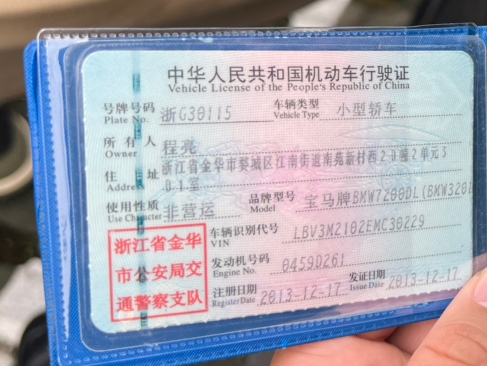 中华人民共和国机动车行驶证
Vehicle License of the People's Republic of China
号牌号码 浙G30115 车辆类型 小型轿车
Plate No. Vehicle Type
所有人 程亮
Owner
住址 浙江省金华市婺城区江南街道南苑新村西20幢2单元3
Address 01室
使用性质 非营运 品牌型号 宝马牌BMW7200DL(BMW320i
Use Character Model
浙江省金华
市公安局交
通警察支队
车辆识别代号 LBV3M2102EMC30229
VIN
发动机号码 0459D261
Engine No.
注册日期 2013-12-17 发证日期 2013-12-17
Register Date Issue Date